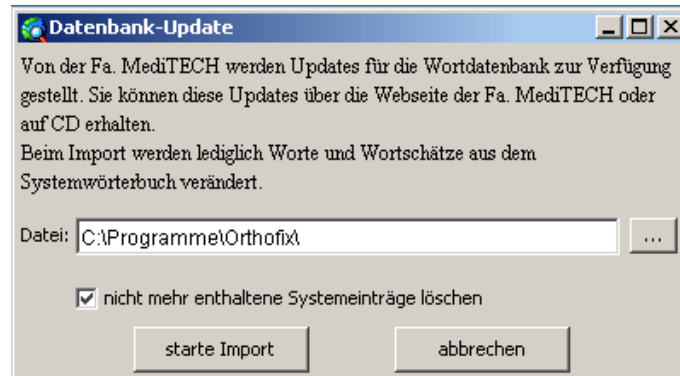 Datenbank-Update
Von der Fa. MediTECH werden Updates für die Wortdatenbank zur Verfügung
gestellt. Sie können diese Updates über die Webseite der Fa. MediTECH oder
auf CD erhalten.
Beim Import werden lediglich Worte und Wortschätze aus dem
Systemwörterbuch verändert.
Datei: C:\Programme\Orthofix\ ...
nicht mehr enthaltene Systemeinträge löschen
starte Import abbrechen